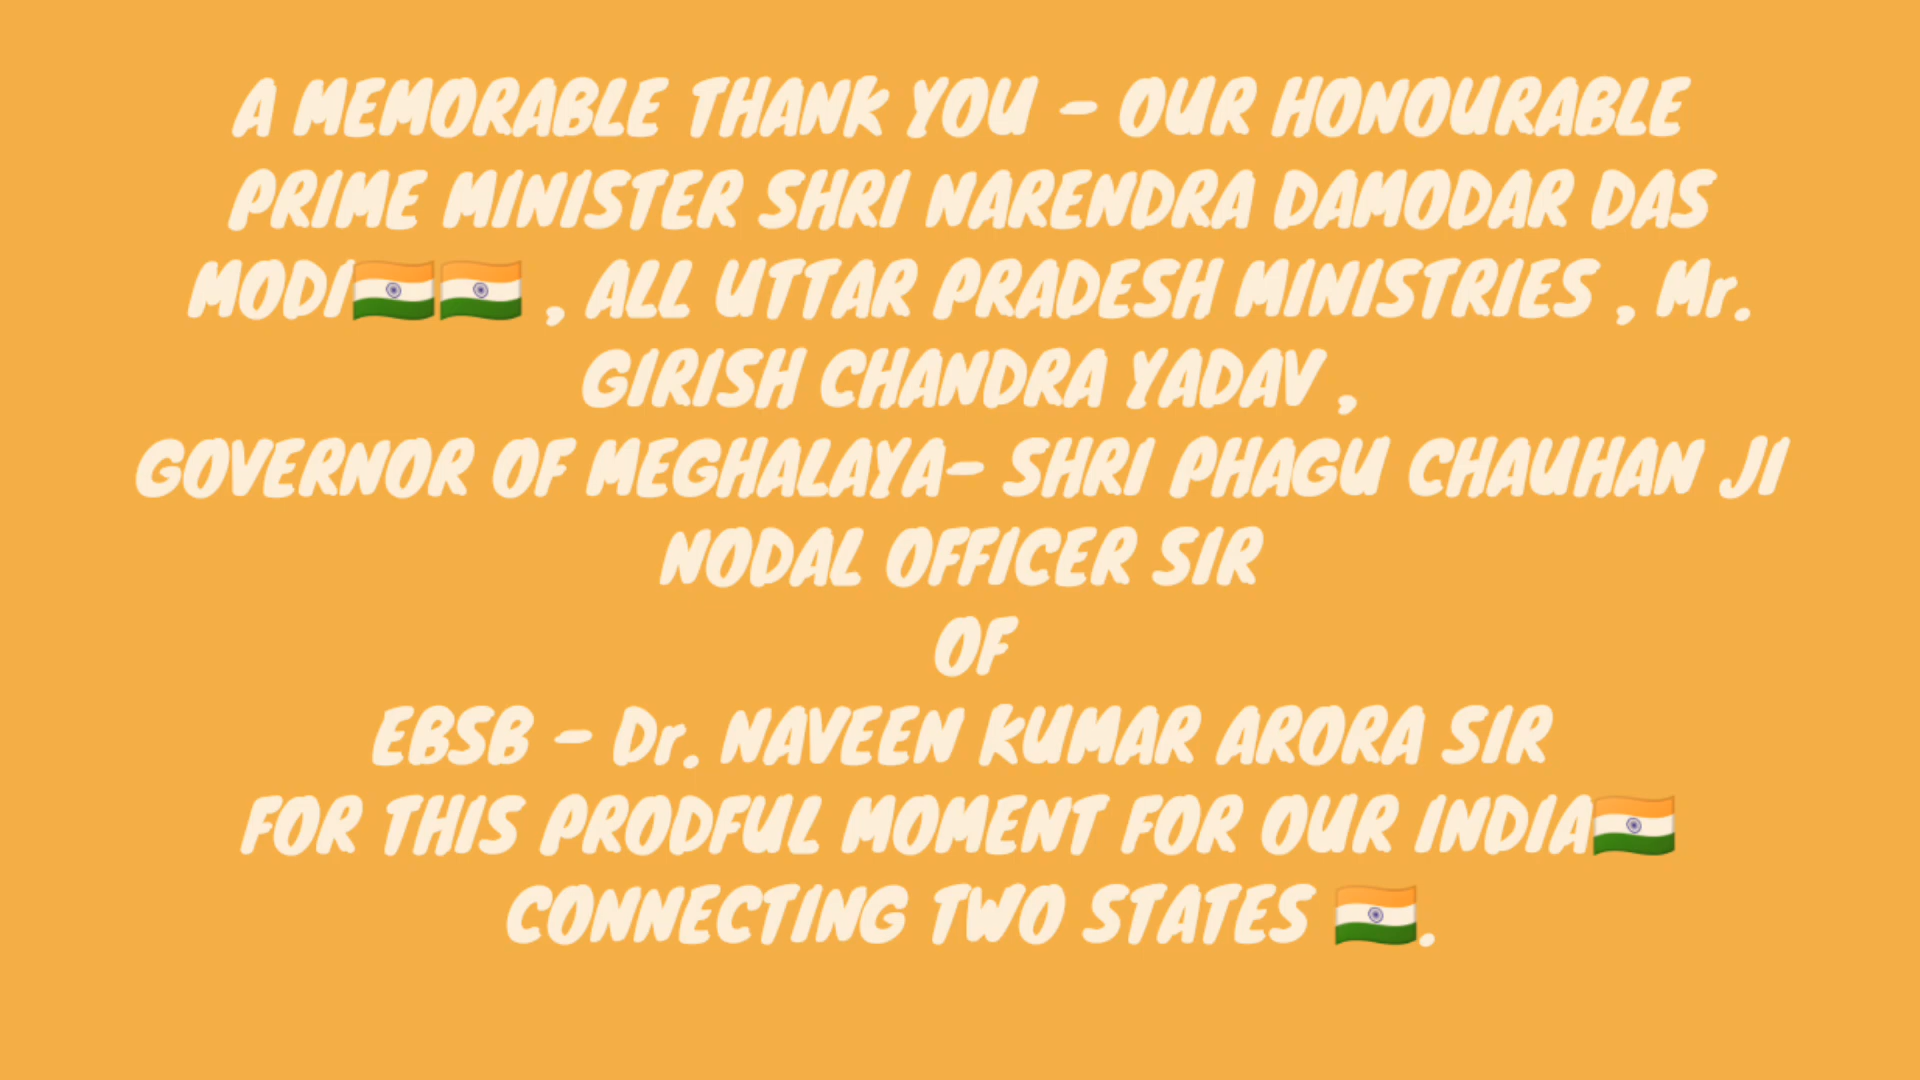 A MEMORABLE THANK YOU - OUR HONOURABLE
PRIME MINISTER SHRI NARENDRA DAMODAR DAS
MODI🇮🇳🇮🇳 , ALL UTTAR PRADESH MINISTRIES , Mr.
GIRISH CHANDRA YADAV ,
GOVERNOR OF MEGHALAYA- SHRI PHAGU CHAUHAN JI
NODAL OFFICER SIR
OF
EBSB - Dr. NAVEEN KUMAR ARORA SIR
FOR THIS PRODFUL MOMENT FOR OUR INDIA🇮🇳
CONNECTING TWO STATES 🇮🇳.